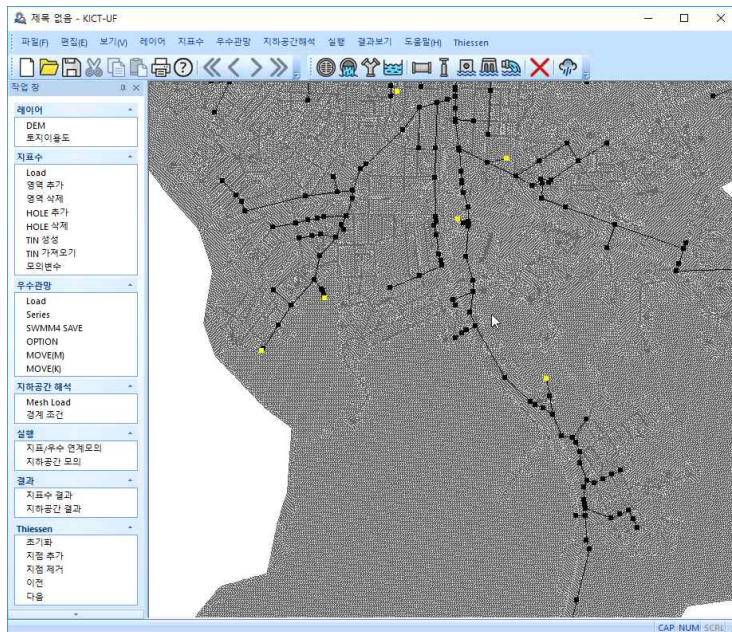 제목 없음 - KICT-UF
파일(F) 편집(E) 보기(V) 레이어 지표수 우수관망 지하공간해석 실행 결과보기 도움말(H) Thiessen
작업 창
레이어
DEM
토지이용도
지표수
Load
영역 추가
영역 삭제
HOLE 추가
HOLE 삭제
TIN 생성
TIN 가져오기
모의변수
우수관망
Load
Series
SWMM4 SAVE
OPTION
MOVE(M)
MOVE(K)
지하공간 해석
Mesh Load
경계 조건
실행
지표/우수 연계모의
지하공간 모의
결과
지표수 결과
지하공간 결과
Thiessen
초기화
지점 추가
지점 제거
이전
다음
CAP NUM SCRL